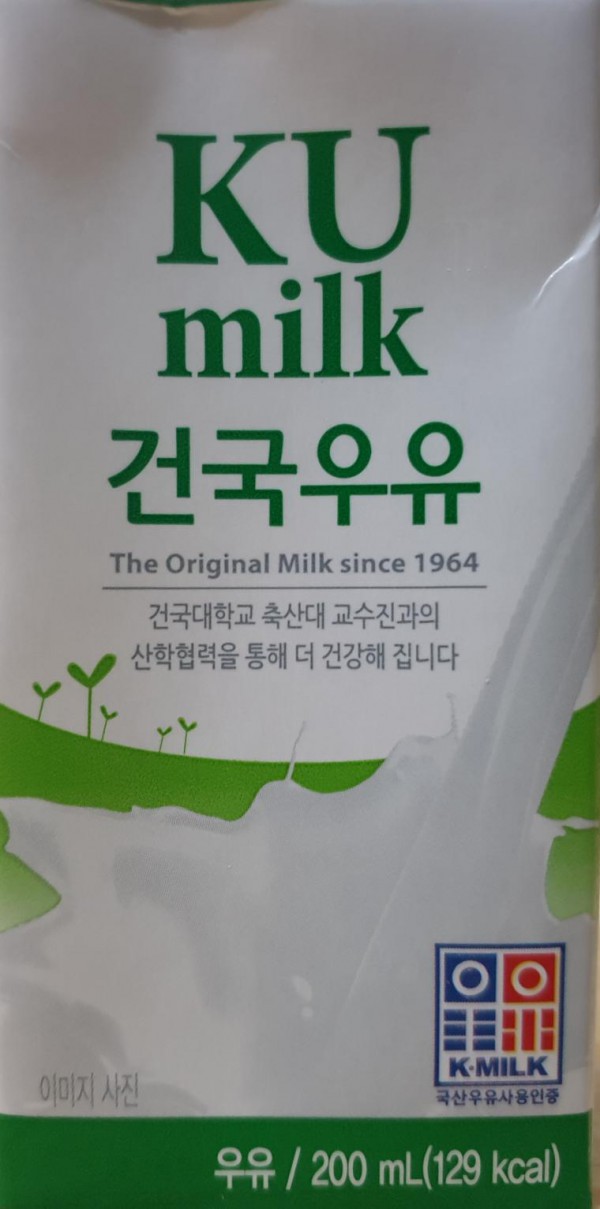 KU
milk
건국우유
The Original Milk since 1964
건국대학교 축산대 교수진과의
산학협력을 통해 더 건강해 집니다
K·MILK
국산우유사용인증
이미지 사진
우유 / 200 mL(129 kcal)